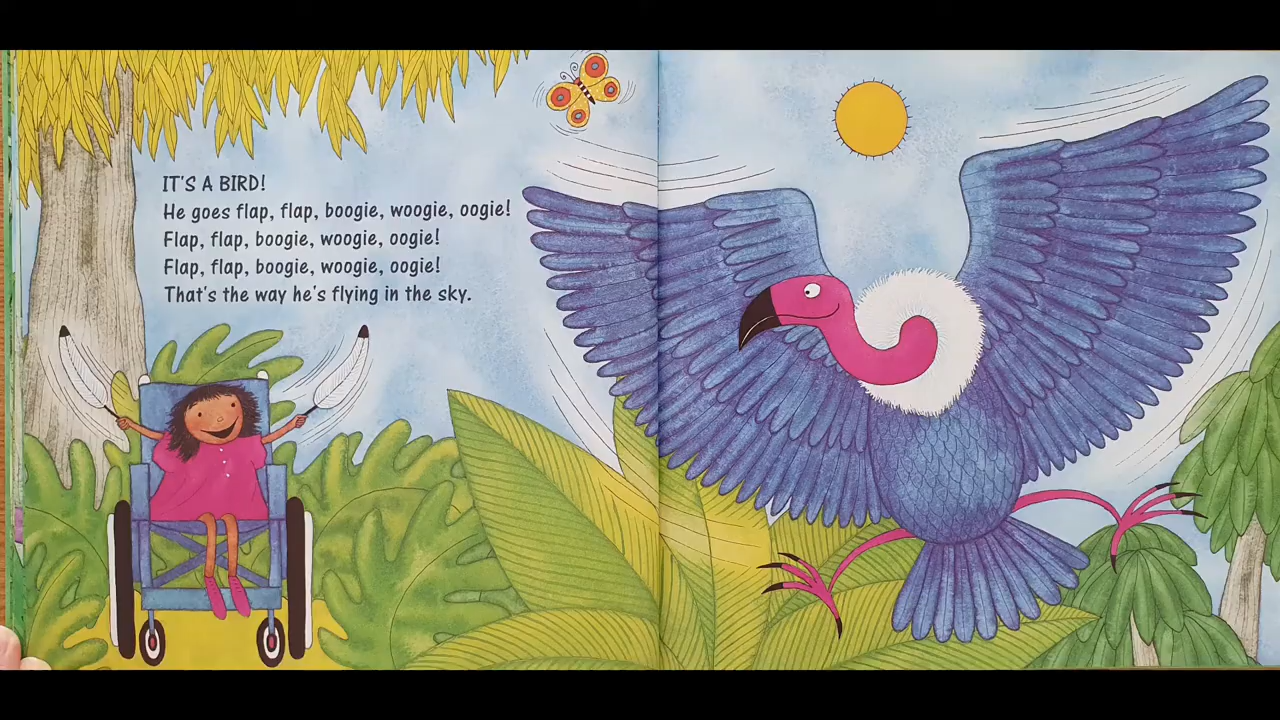 IT'S A BIRD!
He goes flap, flap, boogie, woogie, oogie!
Flap, flap, boogie, woogie, oogie!
Flap, flap, boogie, woogie, oogie!
That's the way he's flying in the sky.